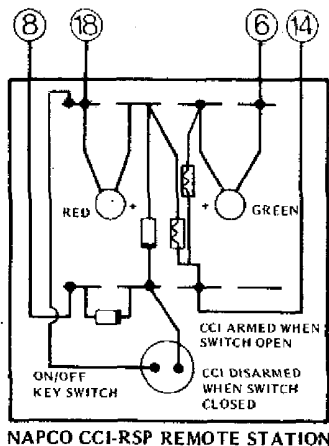 8 18 6 14
RED + + GREEN
CCI ARMED WHEN
SWITCH OPEN
ON/OFF
KEY SWITCH
CCI DISARMED
WHEN SWITCH
CLOSED
NAPCO CCI-RSP REMOTE STATION